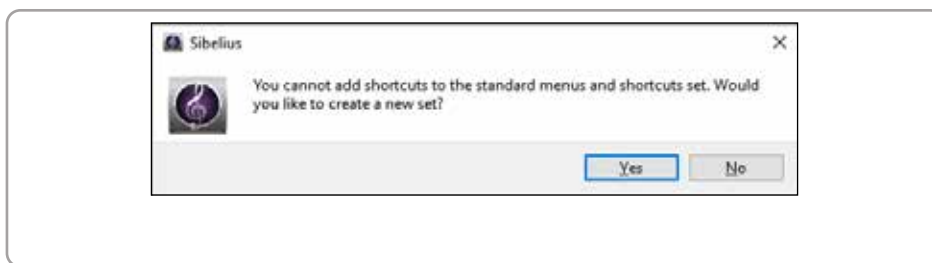 Sibelius
You cannot add shortcuts to the standard menus and shortcuts set. Would
you like to create a new set?
Yes
No